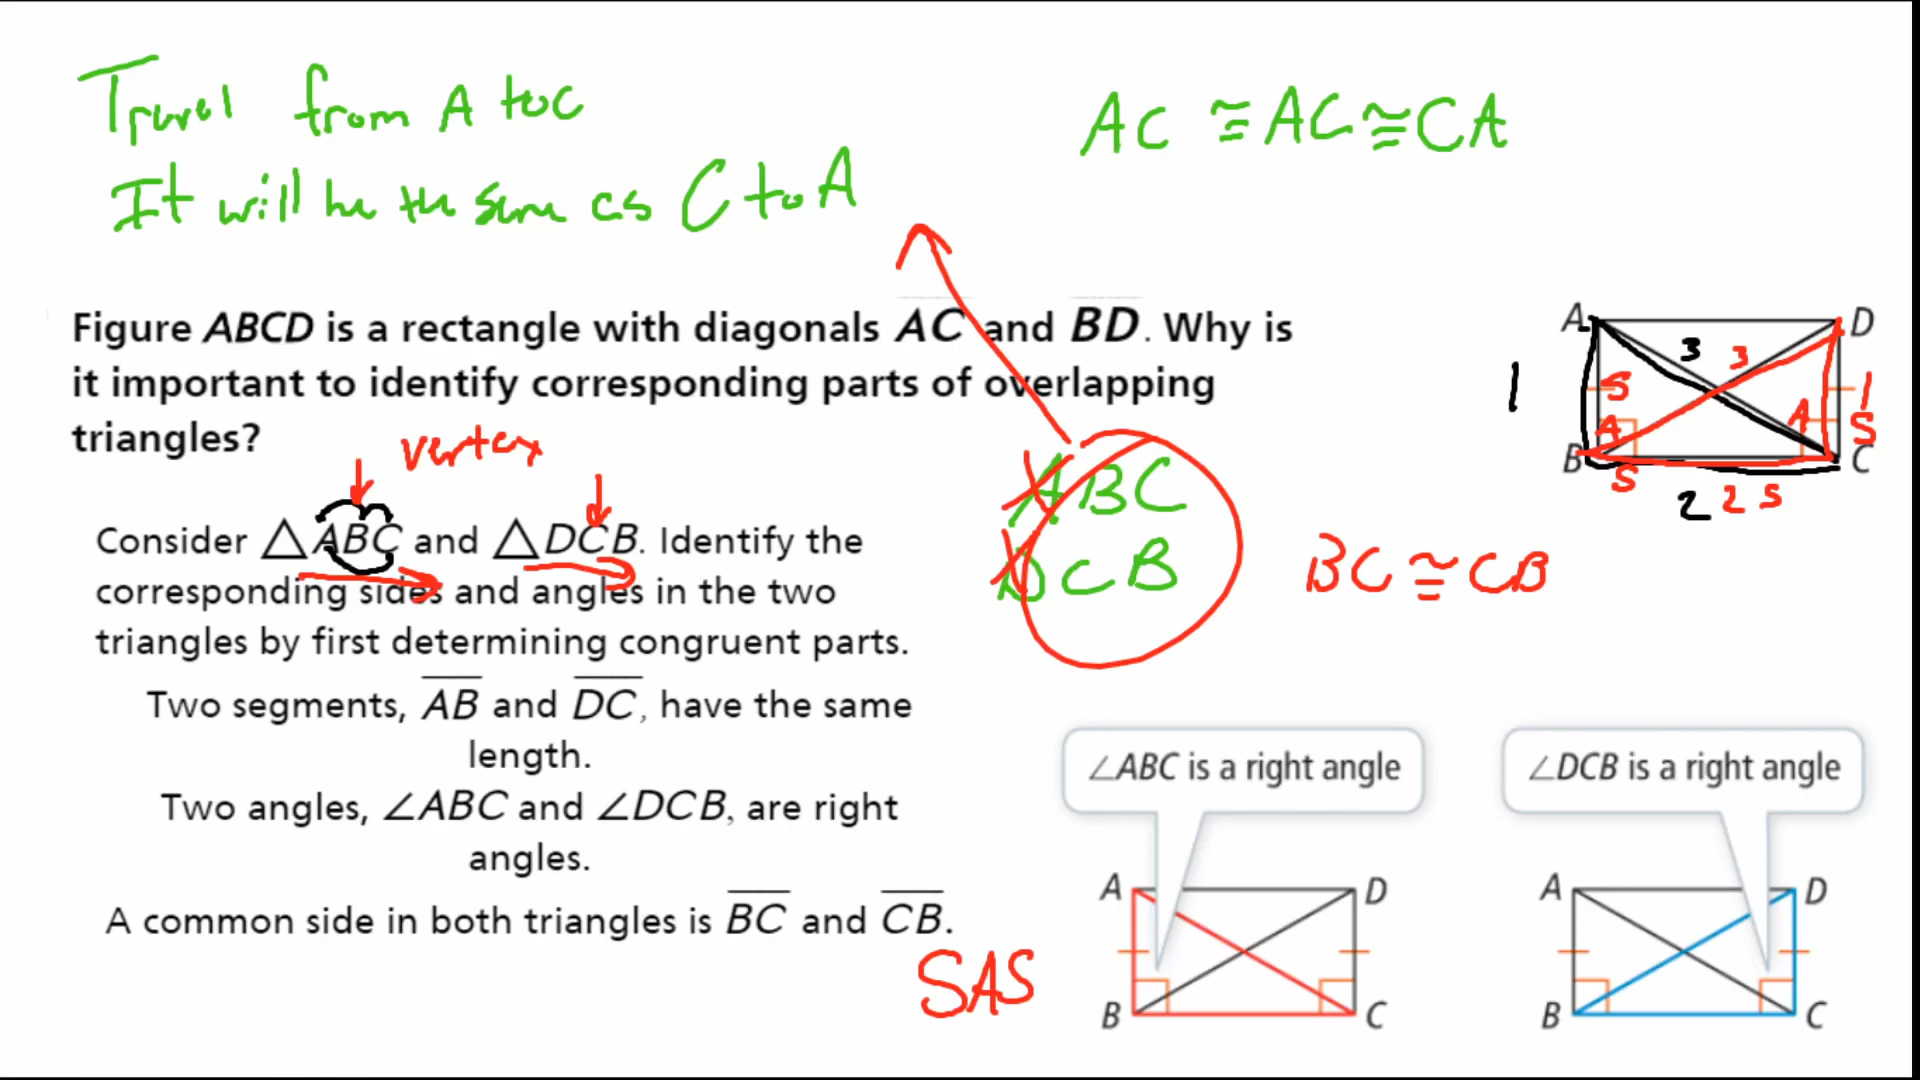 Travel from A to C
It will be the same as C to A
AC ≅ AC ≅ CA
Figure ABCD is a rectangle with diagonals AC and BD. Why is
it important to identify corresponding parts of overlapping
triangles?
vertex
Consider △ABC and △DCB. Identify the
corresponding sides and angles in the two
triangles by first determining congruent parts.
Two segments, AB and DC, have the same
length.
Two angles, ∠ABC and ∠DCB, are right
angles.
A common side in both triangles is BC and CB.
SAS
ABC
DCB
BC ≅ CB
A D
3 3
1 S 1
A A S
B C
S 2 2 S
∠ABC is a right angle
A D
B C
∠DCB is a right angle
A D
B C